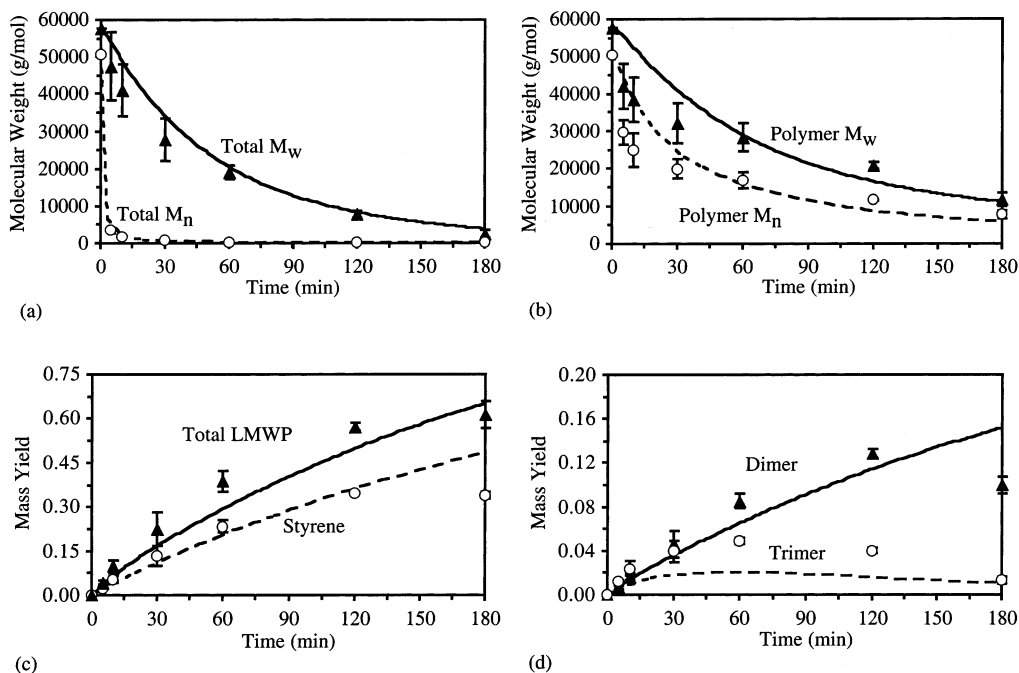 60000
50000
40000
30000
20000
10000
0
Molecular Weight (g/mol)
Total Mw
Total Mn
0 30 60 90 120 150 180
Time (min)
(a)
60000
50000
40000
30000
20000
10000
0
Molecular Weight (g/mol)
Polymer Mw
Polymer Mn
0 30 60 90 120 150 180
Time (min)
(b)
0.75
0.60
0.45
0.30
0.15
0.00
Mass Yield
Total LMWP
Styrene
0 30 60 90 120 150 180
Time (min)
(c)
0.20
0.16
0.12
0.08
0.04
0.00
Mass Yield
Dimer
Trimer
0 30 60 90 120 150 180
Time (min)
(d)